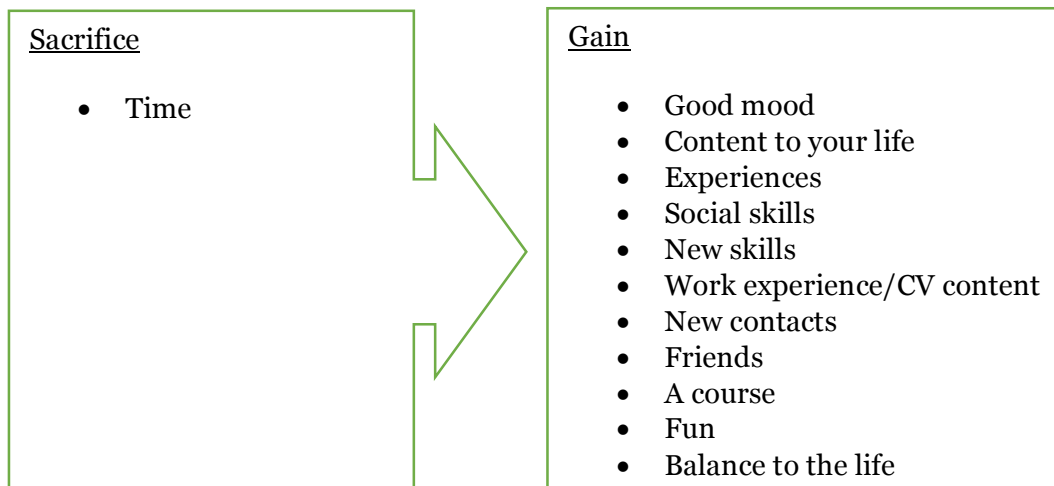 Sacrifice
• Time
Gain
• Good mood
• Content to your life
• Experiences
• Social skills
• New skills
• Work experience/CV content
• New contacts
• Friends
• A course
• Fun
• Balance to the life